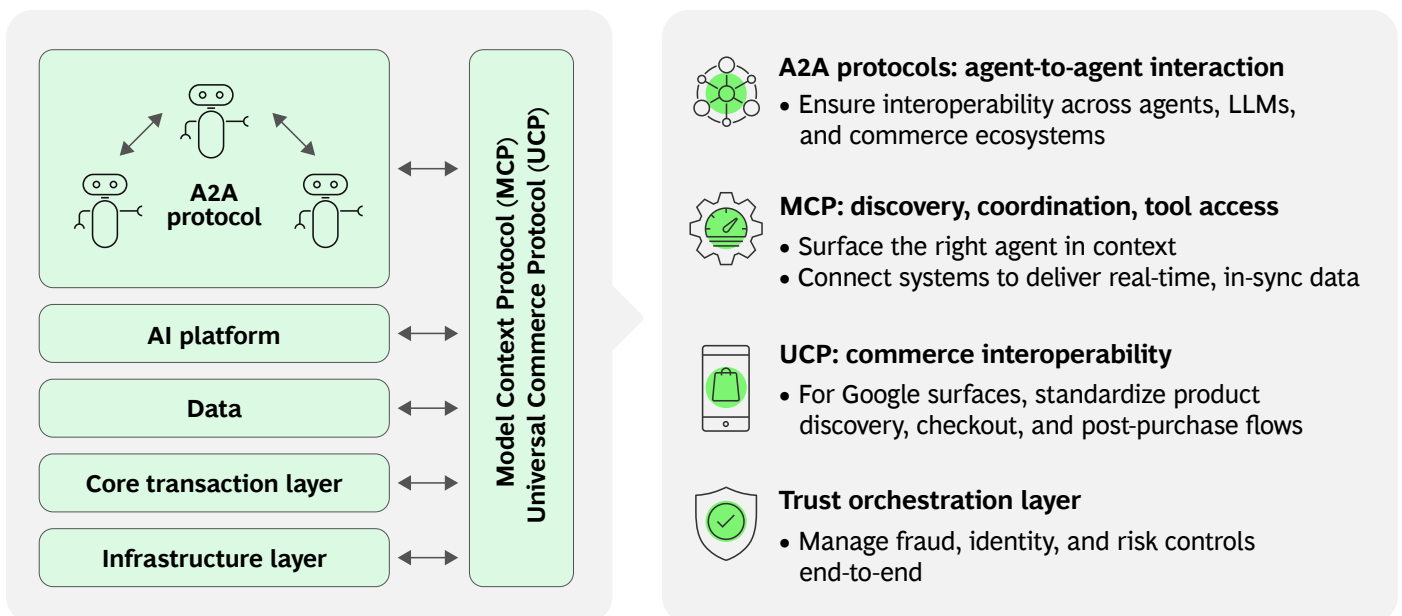 A2A
protocol
AI platform
Data
Core transaction layer
Infrastructure layer
Model Context Protocol (MCP)
Universal Commerce Protocol (UCP)
A2A protocols: agent-to-agent interaction
• Ensure interoperability across agents, LLMs,
and commerce ecosystems
MCP: discovery, coordination, tool access
• Surface the right agent in context
• Connect systems to deliver real-time, in-sync data
UCP: commerce interoperability
• For Google surfaces, standardize product
discovery, checkout, and post-purchase flows
Trust orchestration layer
• Manage fraud, identity, and risk controls
end-to-end